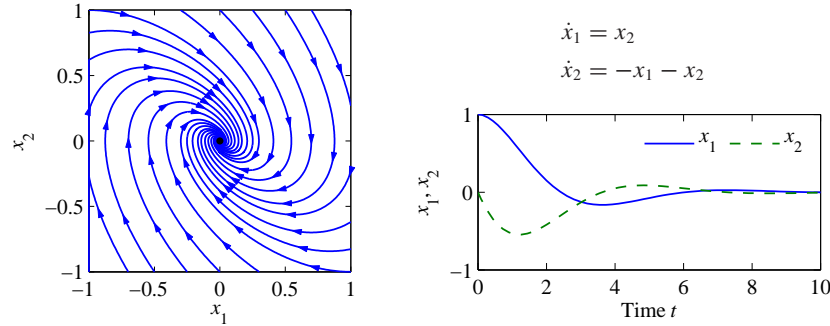 1
0.5
0
−0.5
−1
−1
−0.5
0
0.5
1
x₂
x₁
ẋ₁ = x₂
ẋ₂ = −x₁ − x₂
1
0
−1
0
2
4
6
8
10
x₁, x₂
x₁
x₂
Time t